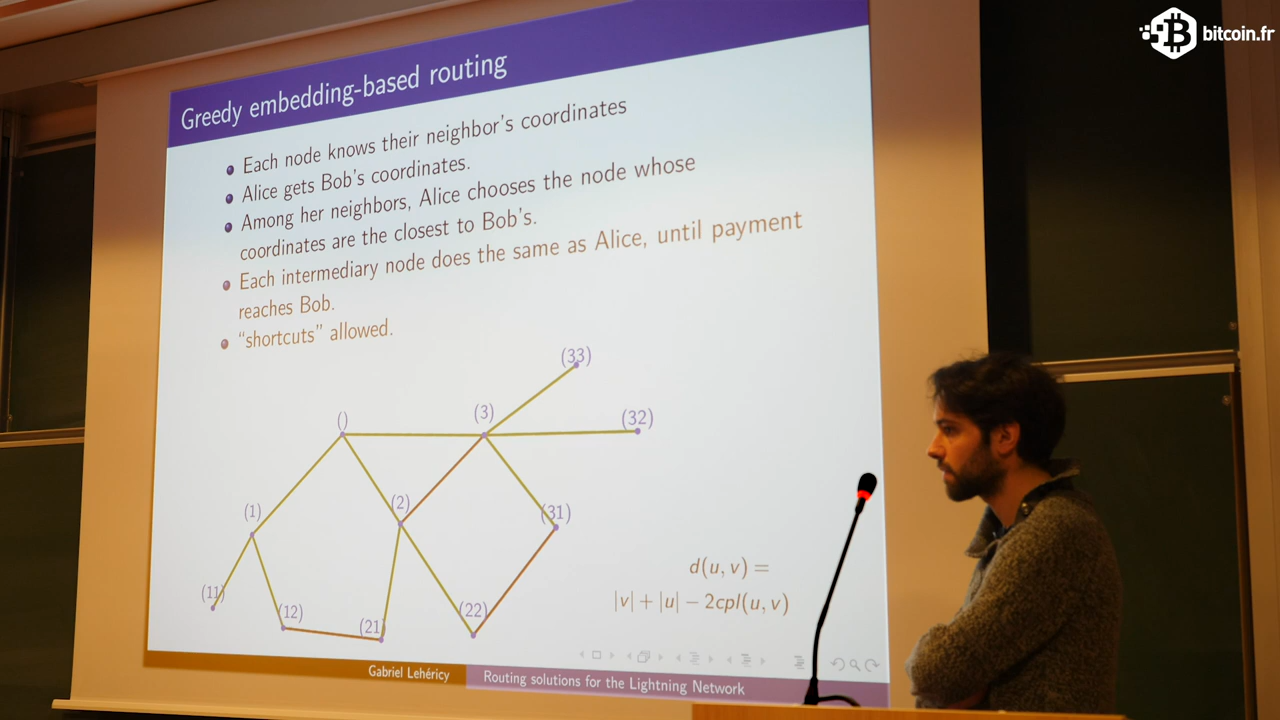 bitcoin.fr
Greedy embedding-based routing
Each node knows their neighbor's coordinates
Alice gets Bob's coordinates.
Among her neighbors, Alice chooses the node whose
coordinates are the closest to Bob's.
Each intermediary node does the same as Alice, until payment
reaches Bob.
"shortcuts" allowed.
(33)
()
(3)
(32)
(1)
(2)
(31)
(11)
(12)
(21)
(22)
d(u, v) =
|v| + |u| − 2cpl(u, v)
Gabriel Lehéricy
Routing solutions for the Lightning Network